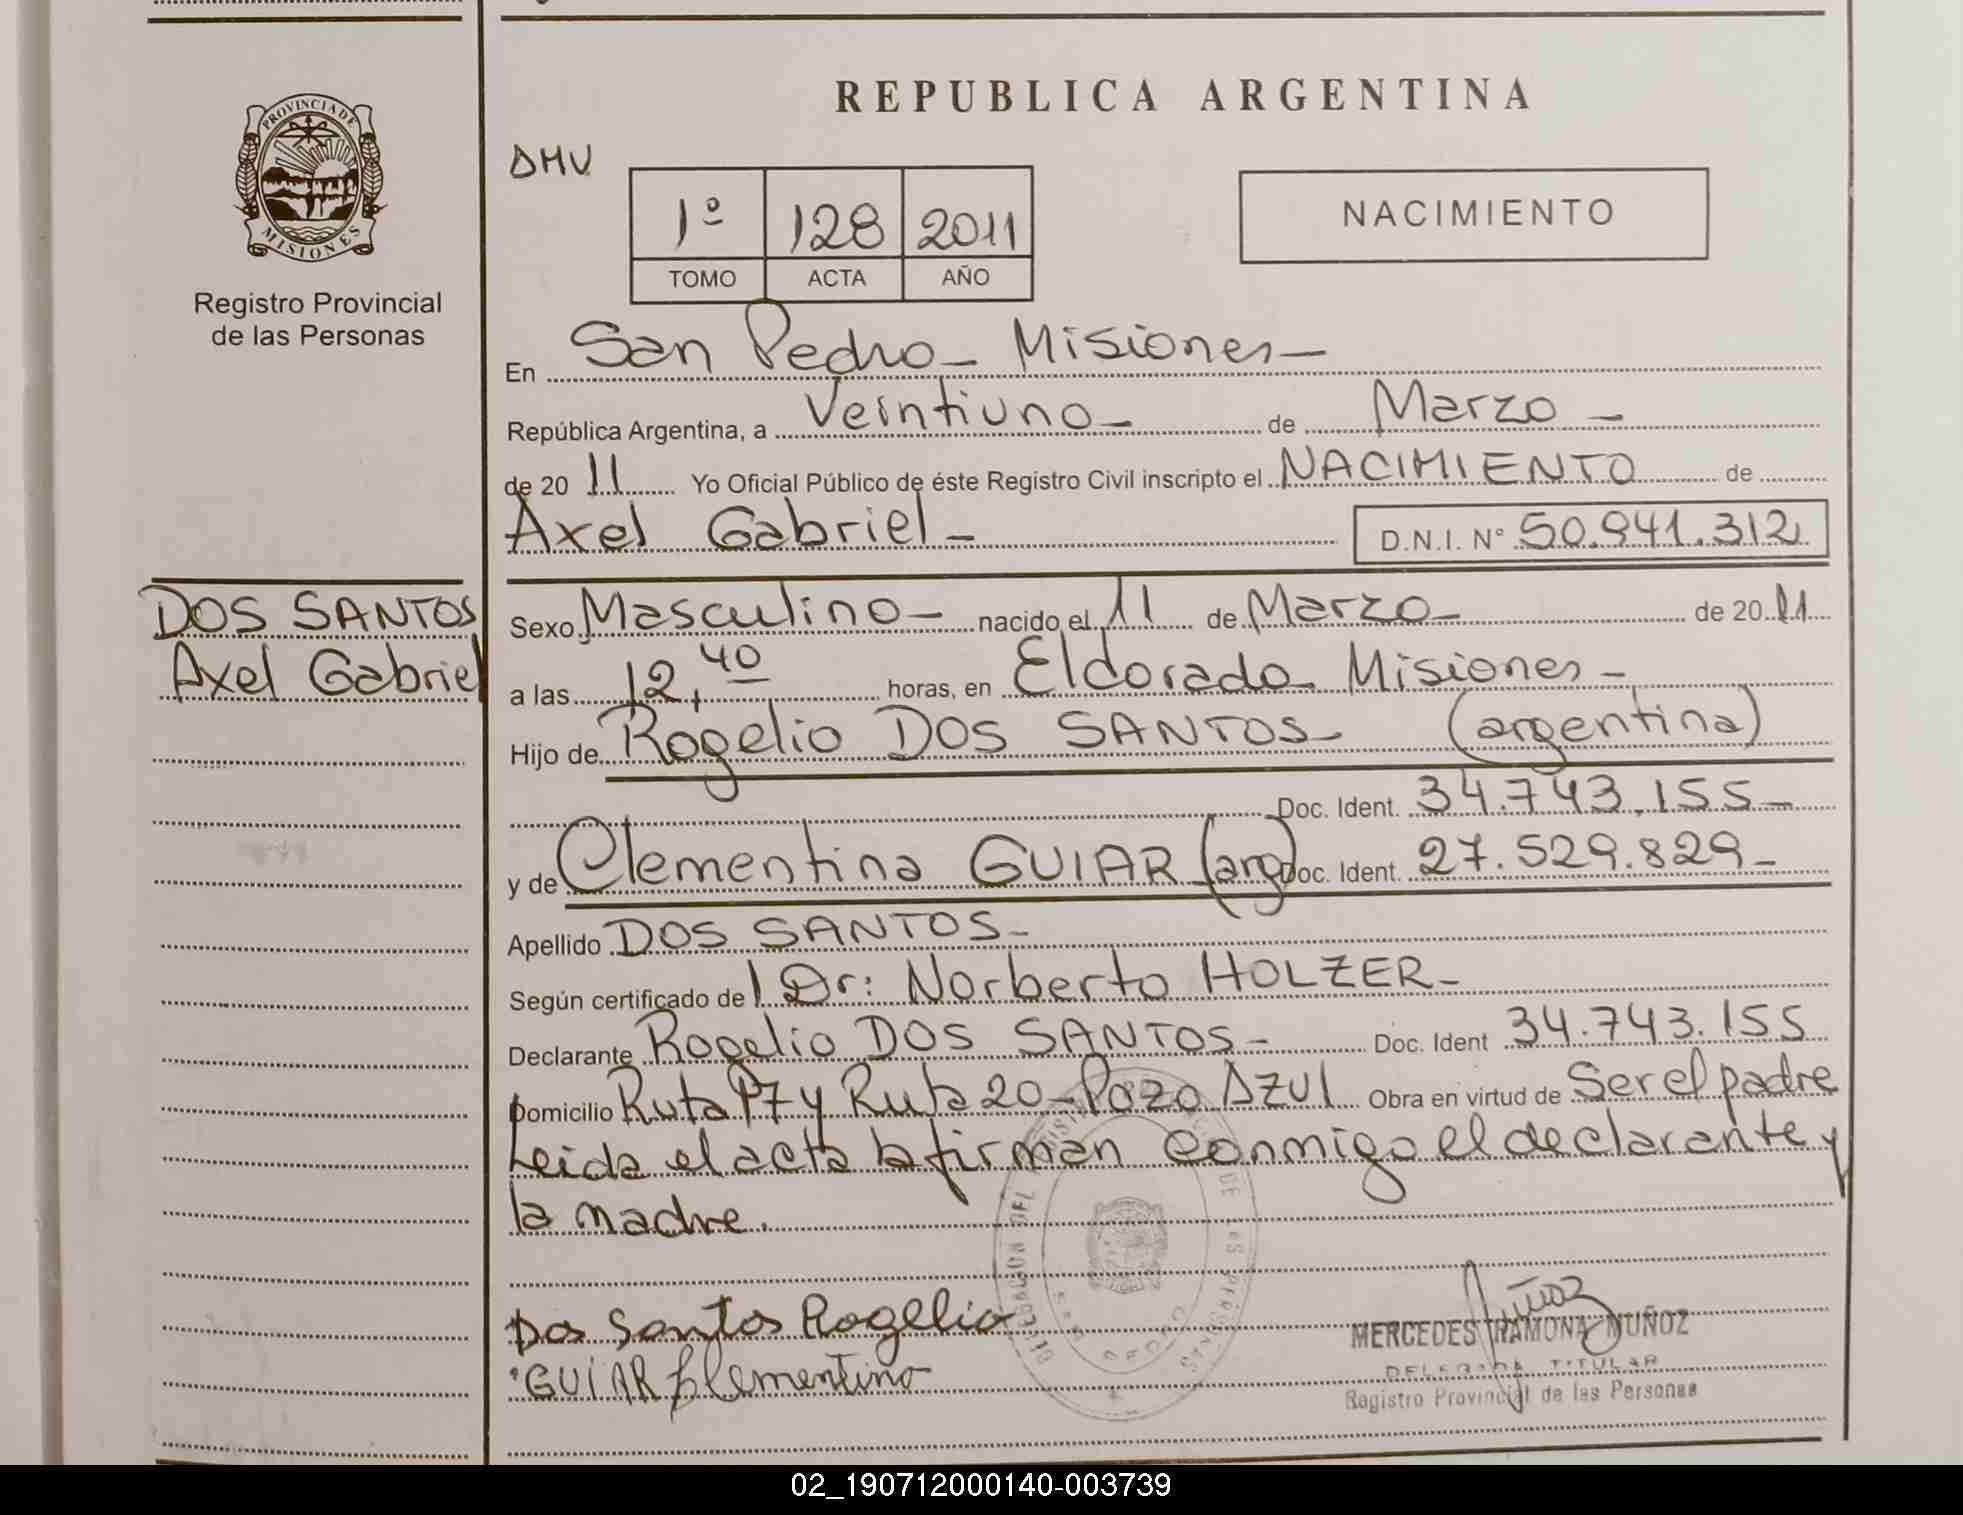 REPUBLICA ARGENTINA
PROVINCIA DE
MISIONES
Registro Provincial
de las Personas
DMV
1º 128 2011
TOMO ACTA AÑO
NACIMIENTO
En San Pedro - Misiones -
República Argentina, a Veintiuno - de Marzo -
de 20 11 Yo Oficial Público de éste Registro Civil inscripto el NACIMIENTO de
Axel Gabriel - D.N.I. Nº 50.941.312
DOS SANTOS
Axel Gabriel
Sexo Masculino - nacido el 11 de Marzo - de 20 11
a las 12,40 horas, en Eldorado - Misiones -
Hijo de Rogelio DOS SANTOS - (argentina)
Doc. Ident. 34.743.155 -
y de Clementina GUIAR (arg) Doc. Ident. 27.529.829 -
Apellido DOS SANTOS -
Según certificado del Dr: Norberto HOLZER -
Declarante Rogelio DOS SANTOS - Doc. Ident 34.743.155
Domicilio Ruta 17 y Ruta 20 - Pozo Azul Obra en virtud de Ser el padre
Leida el acta la firman conmigo el declarante y
la madre.
Dos Santos Rogelio
GUIAR Clementina
Muñoz
MERCEDES RAMONA MUÑOZ
DELEGADA TITULAR
Registro Provincial de las Personas
02_190712000140-003739